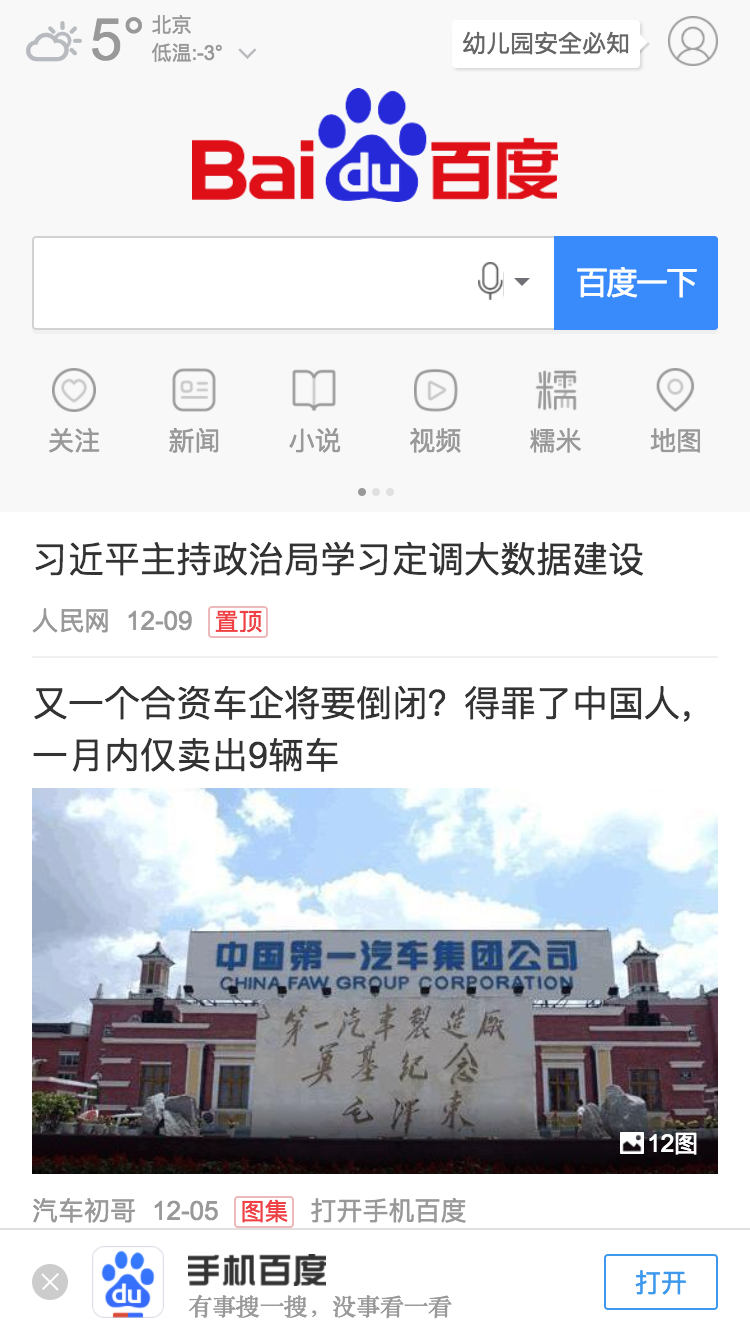 5°
北京
低温:-3°
幼儿园安全必知
Bai du 百度
百度一下
关注 新闻 小说 视频 糯米 地图
习近平主持政治局学习定调大数据建设
人民网 12-09 置顶
又一个合资车企将要倒闭？得罪了中国人，
一月内仅卖出9辆车
中国第一汽车集团公司
CHINA FAW GROUP CORPORATION
第一汽車製造廠
奠基纪念
毛泽东
12图
汽车初哥 12-05 图集 打开手机百度
du
手机百度
有事搜一搜，没事看一看
打开